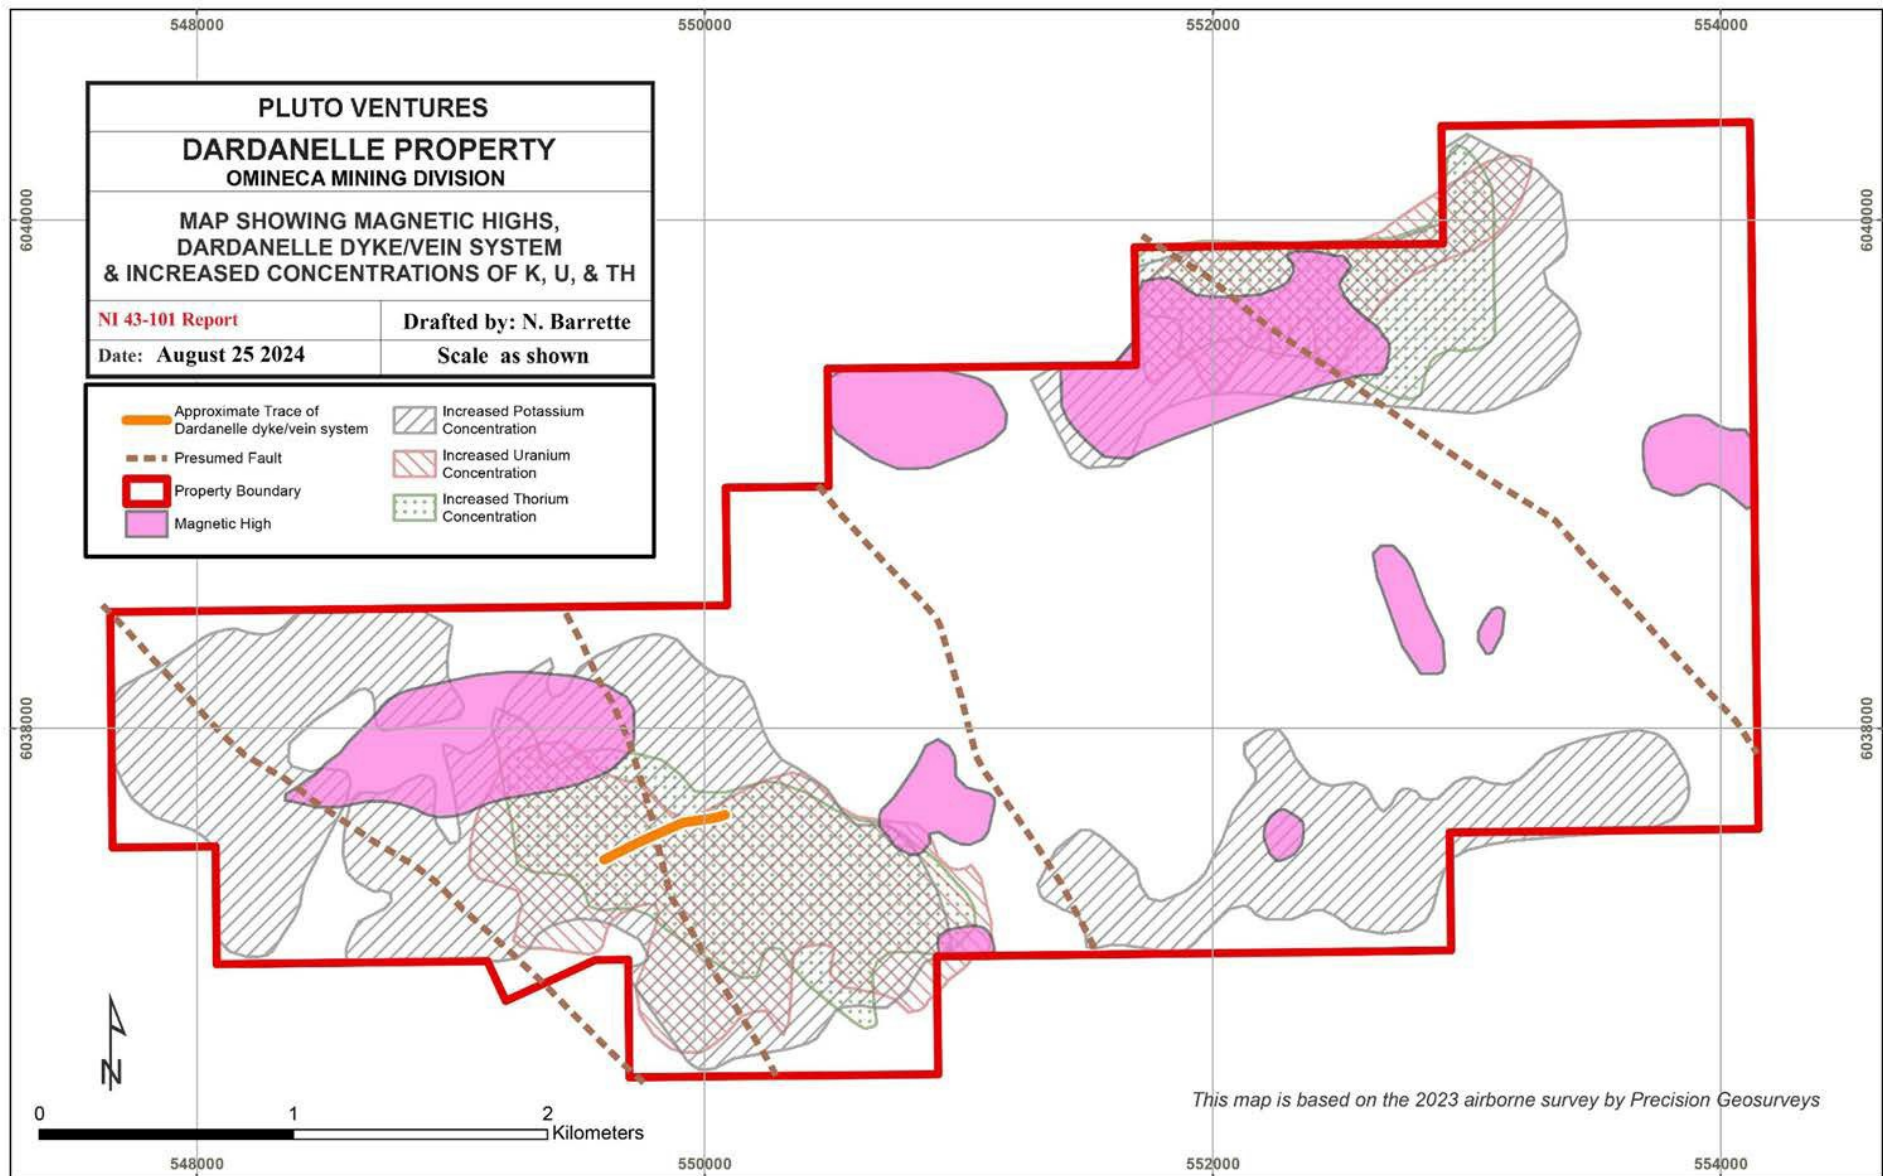 548000
550000
552000
554000
PLUTO VENTURES
DARDANELLE PROPERTY
OMINECA MINING DIVISION
MAP SHOWING MAGNETIC HIGHS,
DARDANELLE DYKE/VEIN SYSTEM
& INCREASED CONCENTRATIONS OF K, U, & TH
NI 43-101 Report
Drafted by: N. Barrette
Date: August 25 2024
Scale as shown
6040000
6040000
Approximate Trace of
Dardanelle dyke/vein system
Presumed Fault
Property Boundary
Magnetic High
Increased Potassium
Concentration
Increased Uranium
Concentration
Increased Thorium
Concentration
6038000
6038000
N
0
1
2
Kilometers
This map is based on the 2023 airborne survey by Precision Geosurveys
548000
550000
552000
554000